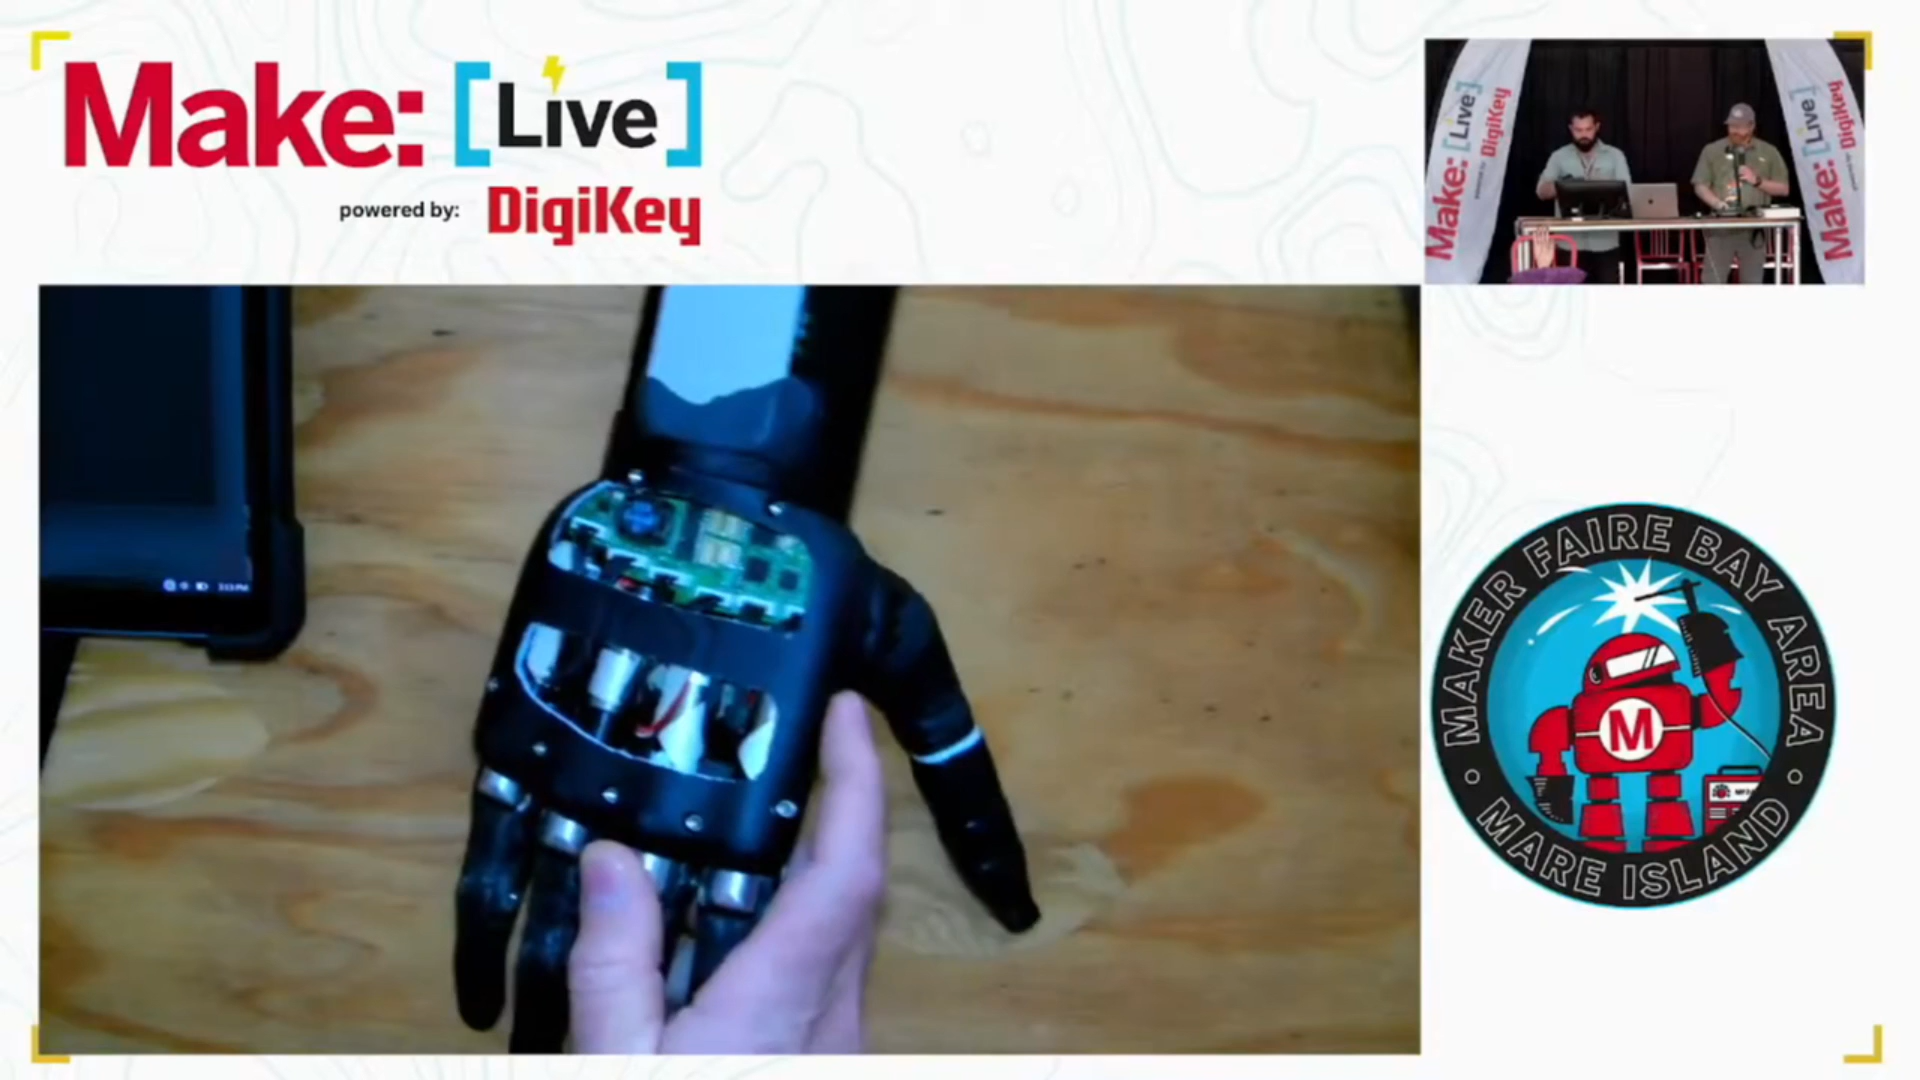 Make: [Live]
powered by: DigiKey
Make: [Live]
DigiKey
Make: [Live]
DigiKey
MAKER FAIRE BAY AREA
M
MARE ISLAND